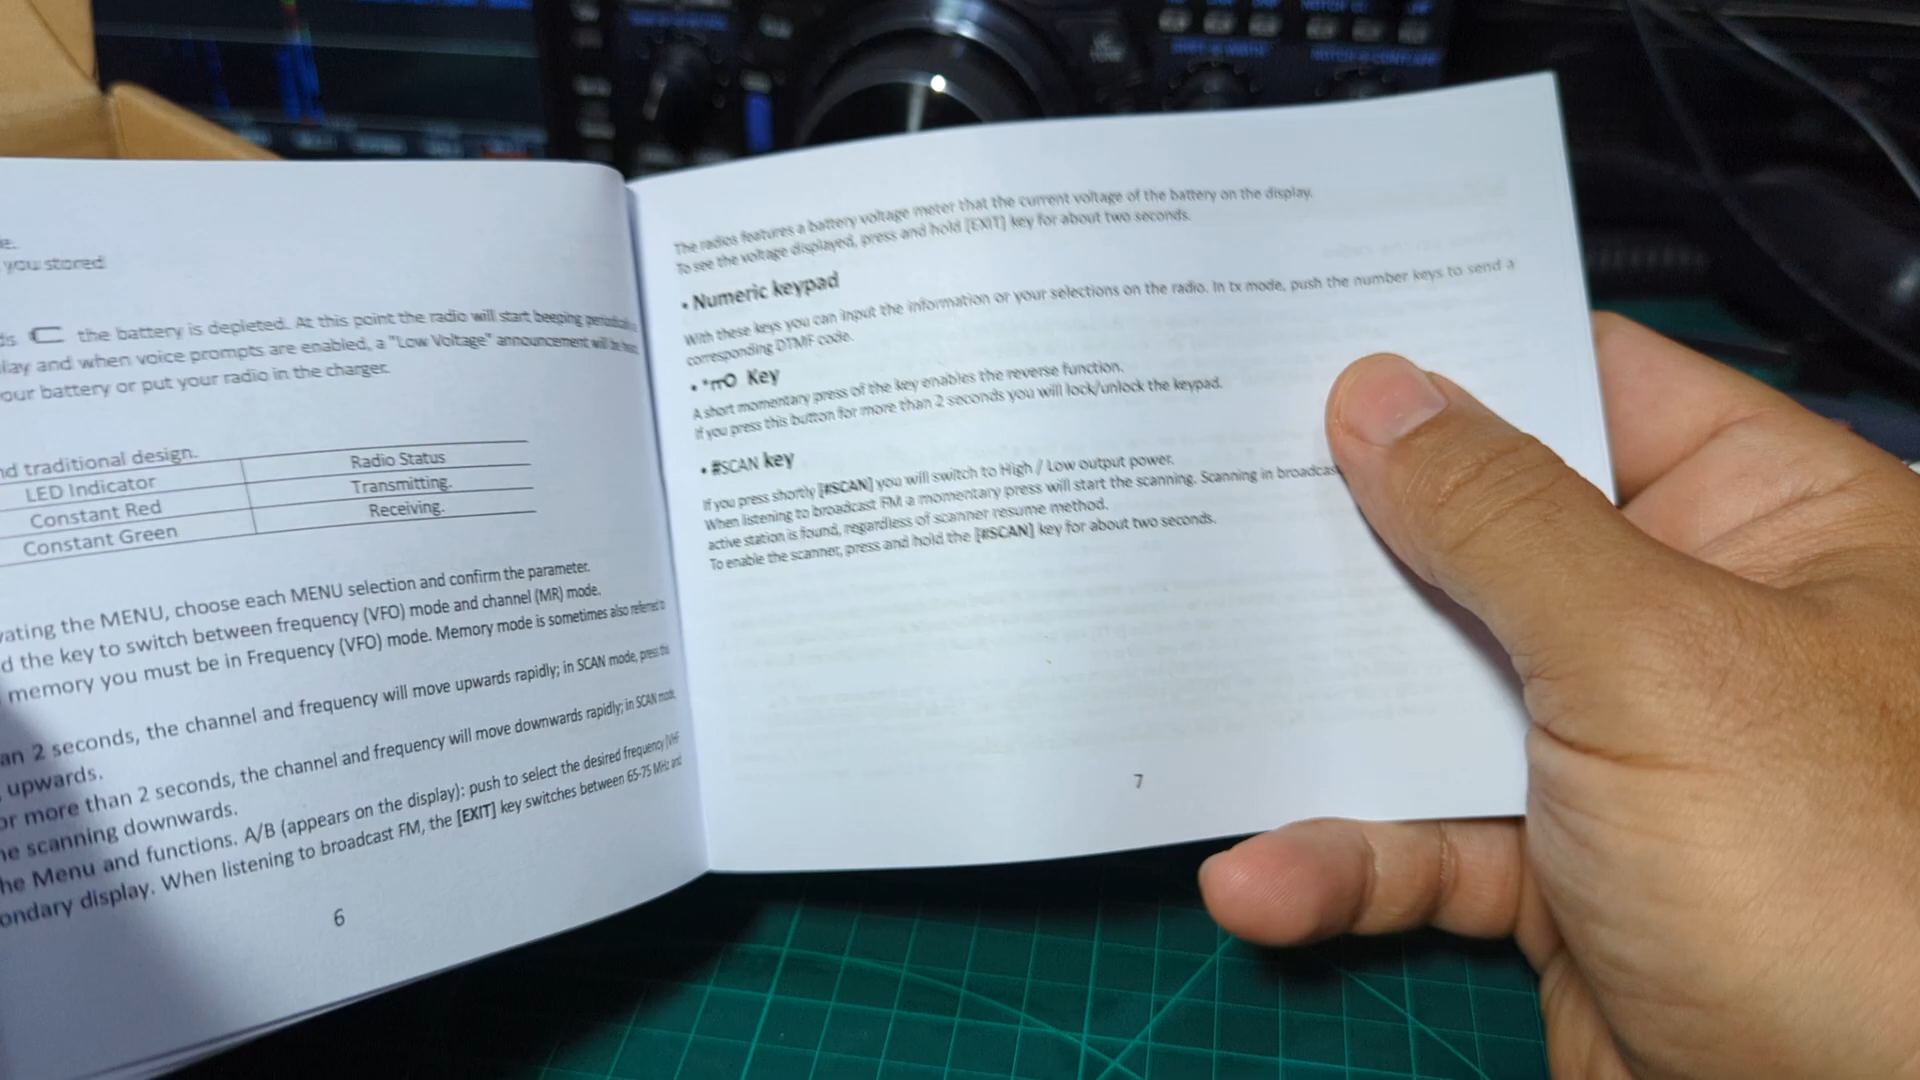 e.
you stored
ds the battery is depleted. At this point the radio will start beeping periodically
lay and when voice prompts are enabled, a "Low Voltage" announcement will be
our battery or put your radio in the charger.
nd traditional design.
LED Indicator Radio Status
Constant Red Transmitting.
Constant Green Receiving.
vating the MENU, choose each MENU selection and confirm the parameter.
d the key to switch between frequency (VFO) mode and channel (MR) mode.
memory you must be in Frequency (VFO) mode. Memory mode is sometimes also referred to
an 2 seconds, the channel and frequency will move upwards rapidly; in SCAN mode, press this
upwards.
or more than 2 seconds, the channel and frequency will move downwards rapidly; in SCAN mode,
he scanning downwards.
he Menu and functions. A/B (appears on the display): push to select the desired frequency [VHF
ondary display. When listening to broadcast FM, the [EXIT] key switches between 65-75 MHz and
6
The radios features a battery voltage meter that the current voltage of the battery on the display.
To see the voltage displayed, press and hold [EXIT] key for about two seconds.
• Numeric keypad
With these keys you can input the information or your selections on the radio. In tx mode, push the number keys to send a
corresponding DTMF code.
• * Key
A short momentary press of the key enables the reverse function.
If you press this button for more than 2 seconds you will lock/unlock the keypad.
• #SCAN key
If you press shortly [#SCAN] you will switch to High / Low output power.
When listening to broadcast FM a momentary press will start the scanning. Scanning in broadcas
active station is found, regardless of scanner resume method.
To enable the scanner, press and hold the [#SCAN] key for about two seconds.
7